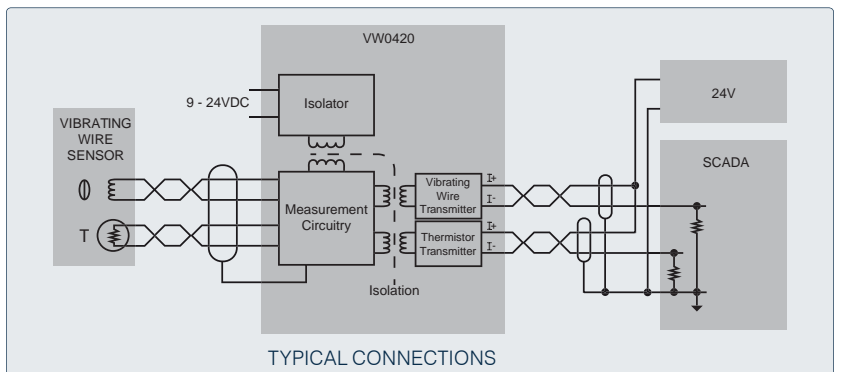 VW0420
9 - 24VDC
Isolator
24V
VIBRATING
WIRE
SENSOR
SCADA
T
Measurement
Circuitry
Vibrating
Wire
Transmitter
I+
I-
Thermistor
Transmitter
I+
I-
Isolation
TYPICAL CONNECTIONS